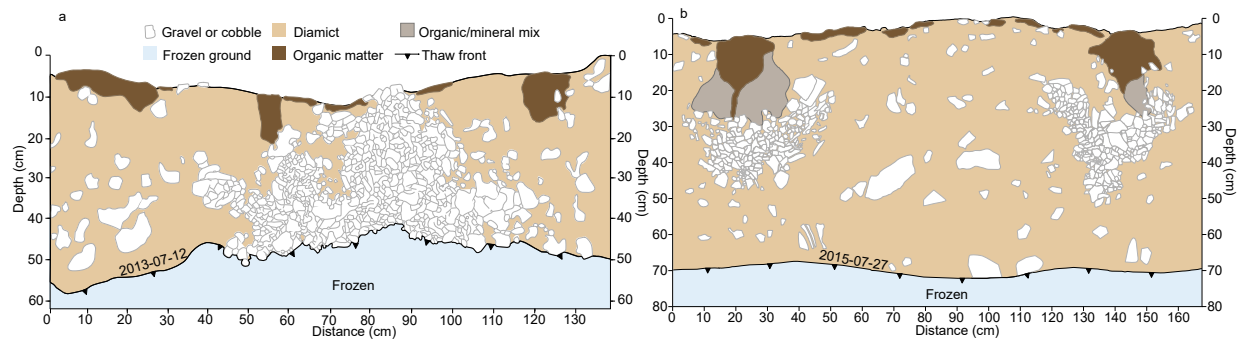 a
Gravel or cobble
Diamict
Organic/mineral mix
Frozen ground
Organic matter
Thaw front
0
10
20
30
40
50
60
Depth (cm)
2013-07-12
Frozen
0
10
20
30
40
50
60
Depth (cm)
0 10 20 30 40 50 60 70 80 90 100 110 120 130
Distance (cm)
b
0
10
20
30
40
50
60
70
80
2015-07-27
Frozen
0
10
20
30
40
50
60
70
80
Depth (cm)
0 10 20 30 40 50 60 70 80 90 100 110 120 130 140 150 160
Distance (cm)